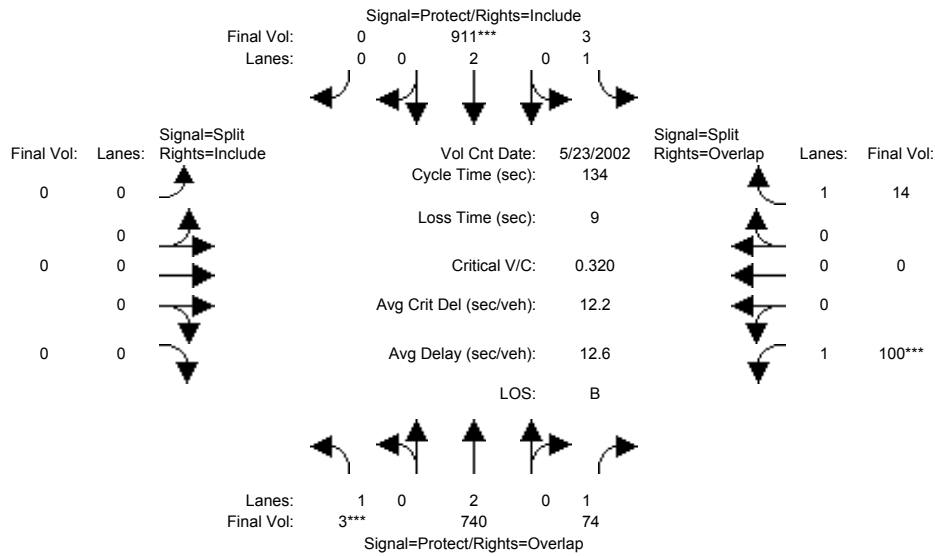 Signal=Protect/Rights=Include
Final Vol: 0 911*** 3
Lanes: 0 0 2 0 1
Signal=Split
Final Vol: Lanes: Rights=Include
Vol Cnt Date: 5/23/2002
Signal=Split
Rights=Overlap Lanes: Final Vol:
Cycle Time (sec): 134
0 0
1 14
Loss Time (sec): 9
0
0
0 0
Critical V/C: 0.320
0 0
0
Avg Crit Del (sec/veh): 12.2
0
0 0
Avg Delay (sec/veh): 12.6
1 100***
LOS: B
Lanes: 1 0 2 0 1
Final Vol: 3*** 740 74
Signal=Protect/Rights=Overlap